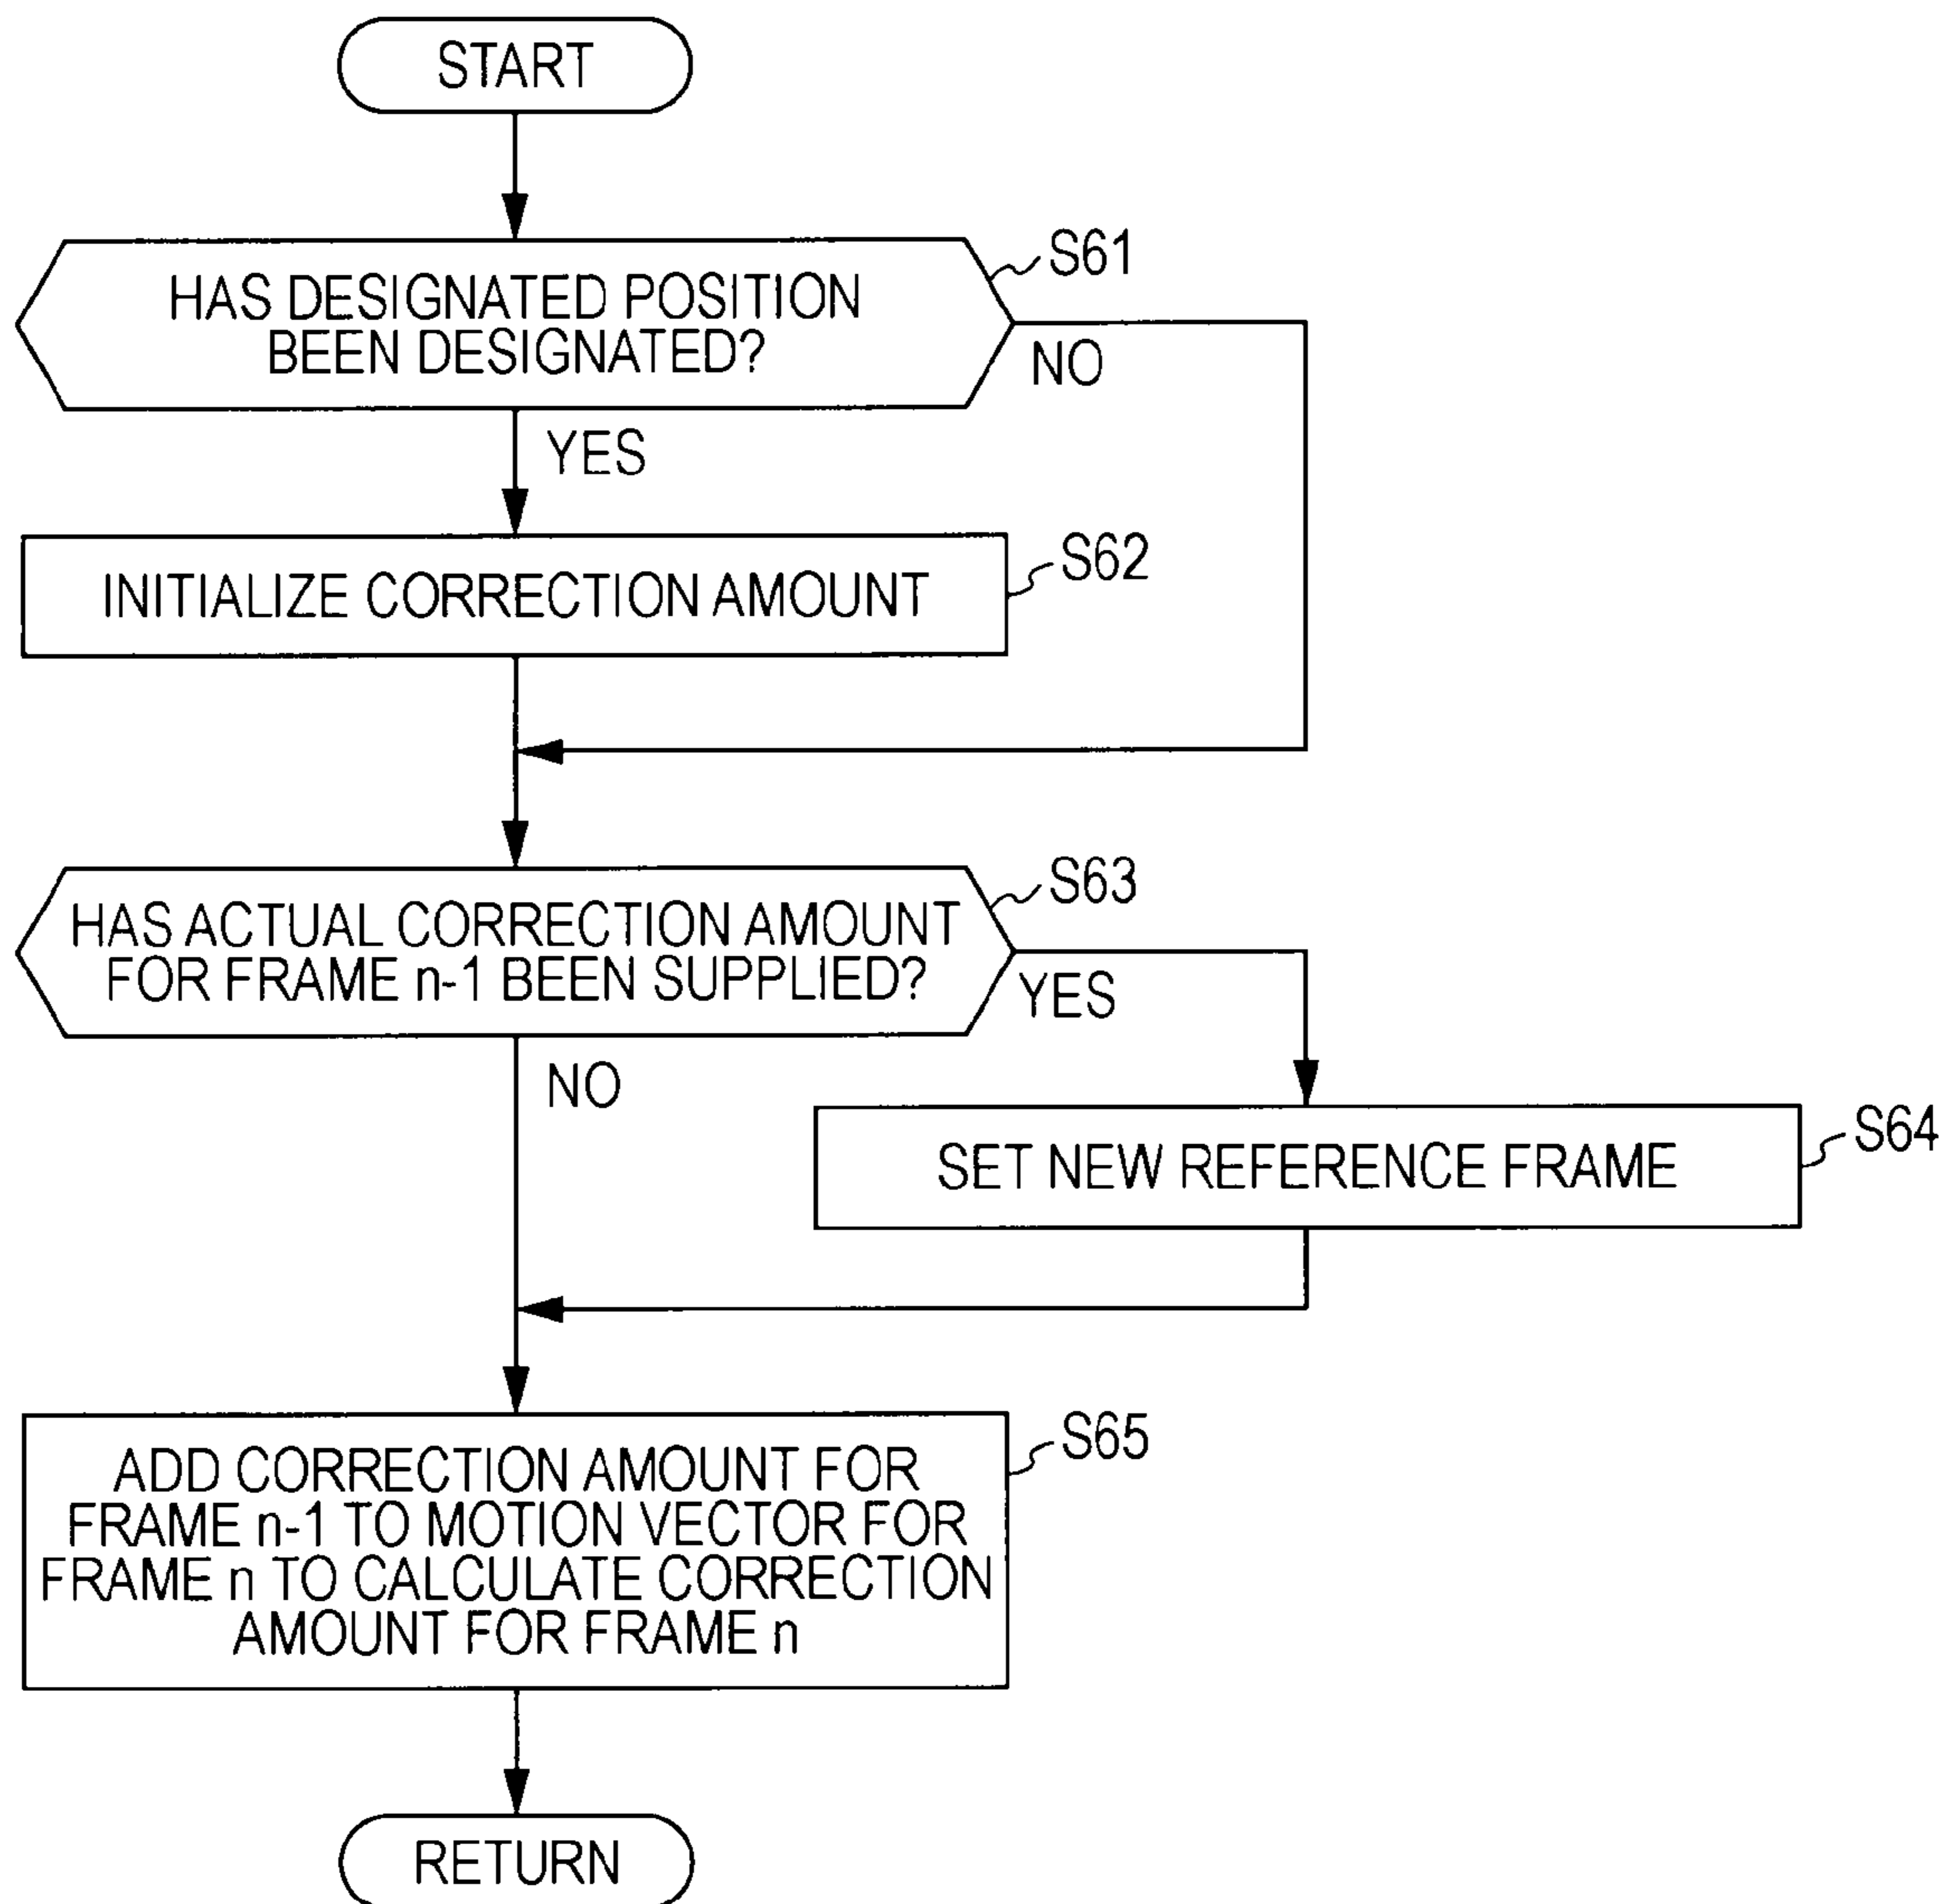 START
S61
HAS DESIGNATED POSITION
BEEN DESIGNATED?
NO
YES
S62
INITIALIZE CORRECTION AMOUNT
S63
HAS ACTUAL CORRECTION AMOUNT
FOR FRAME n-1 BEEN SUPPLIED?
YES
NO
S64
SET NEW REFERENCE FRAME
S65
ADD CORRECTION AMOUNT FOR
FRAME n-1 TO MOTION VECTOR FOR
FRAME n TO CALCULATE CORRECTION
AMOUNT FOR FRAME n
RETURN